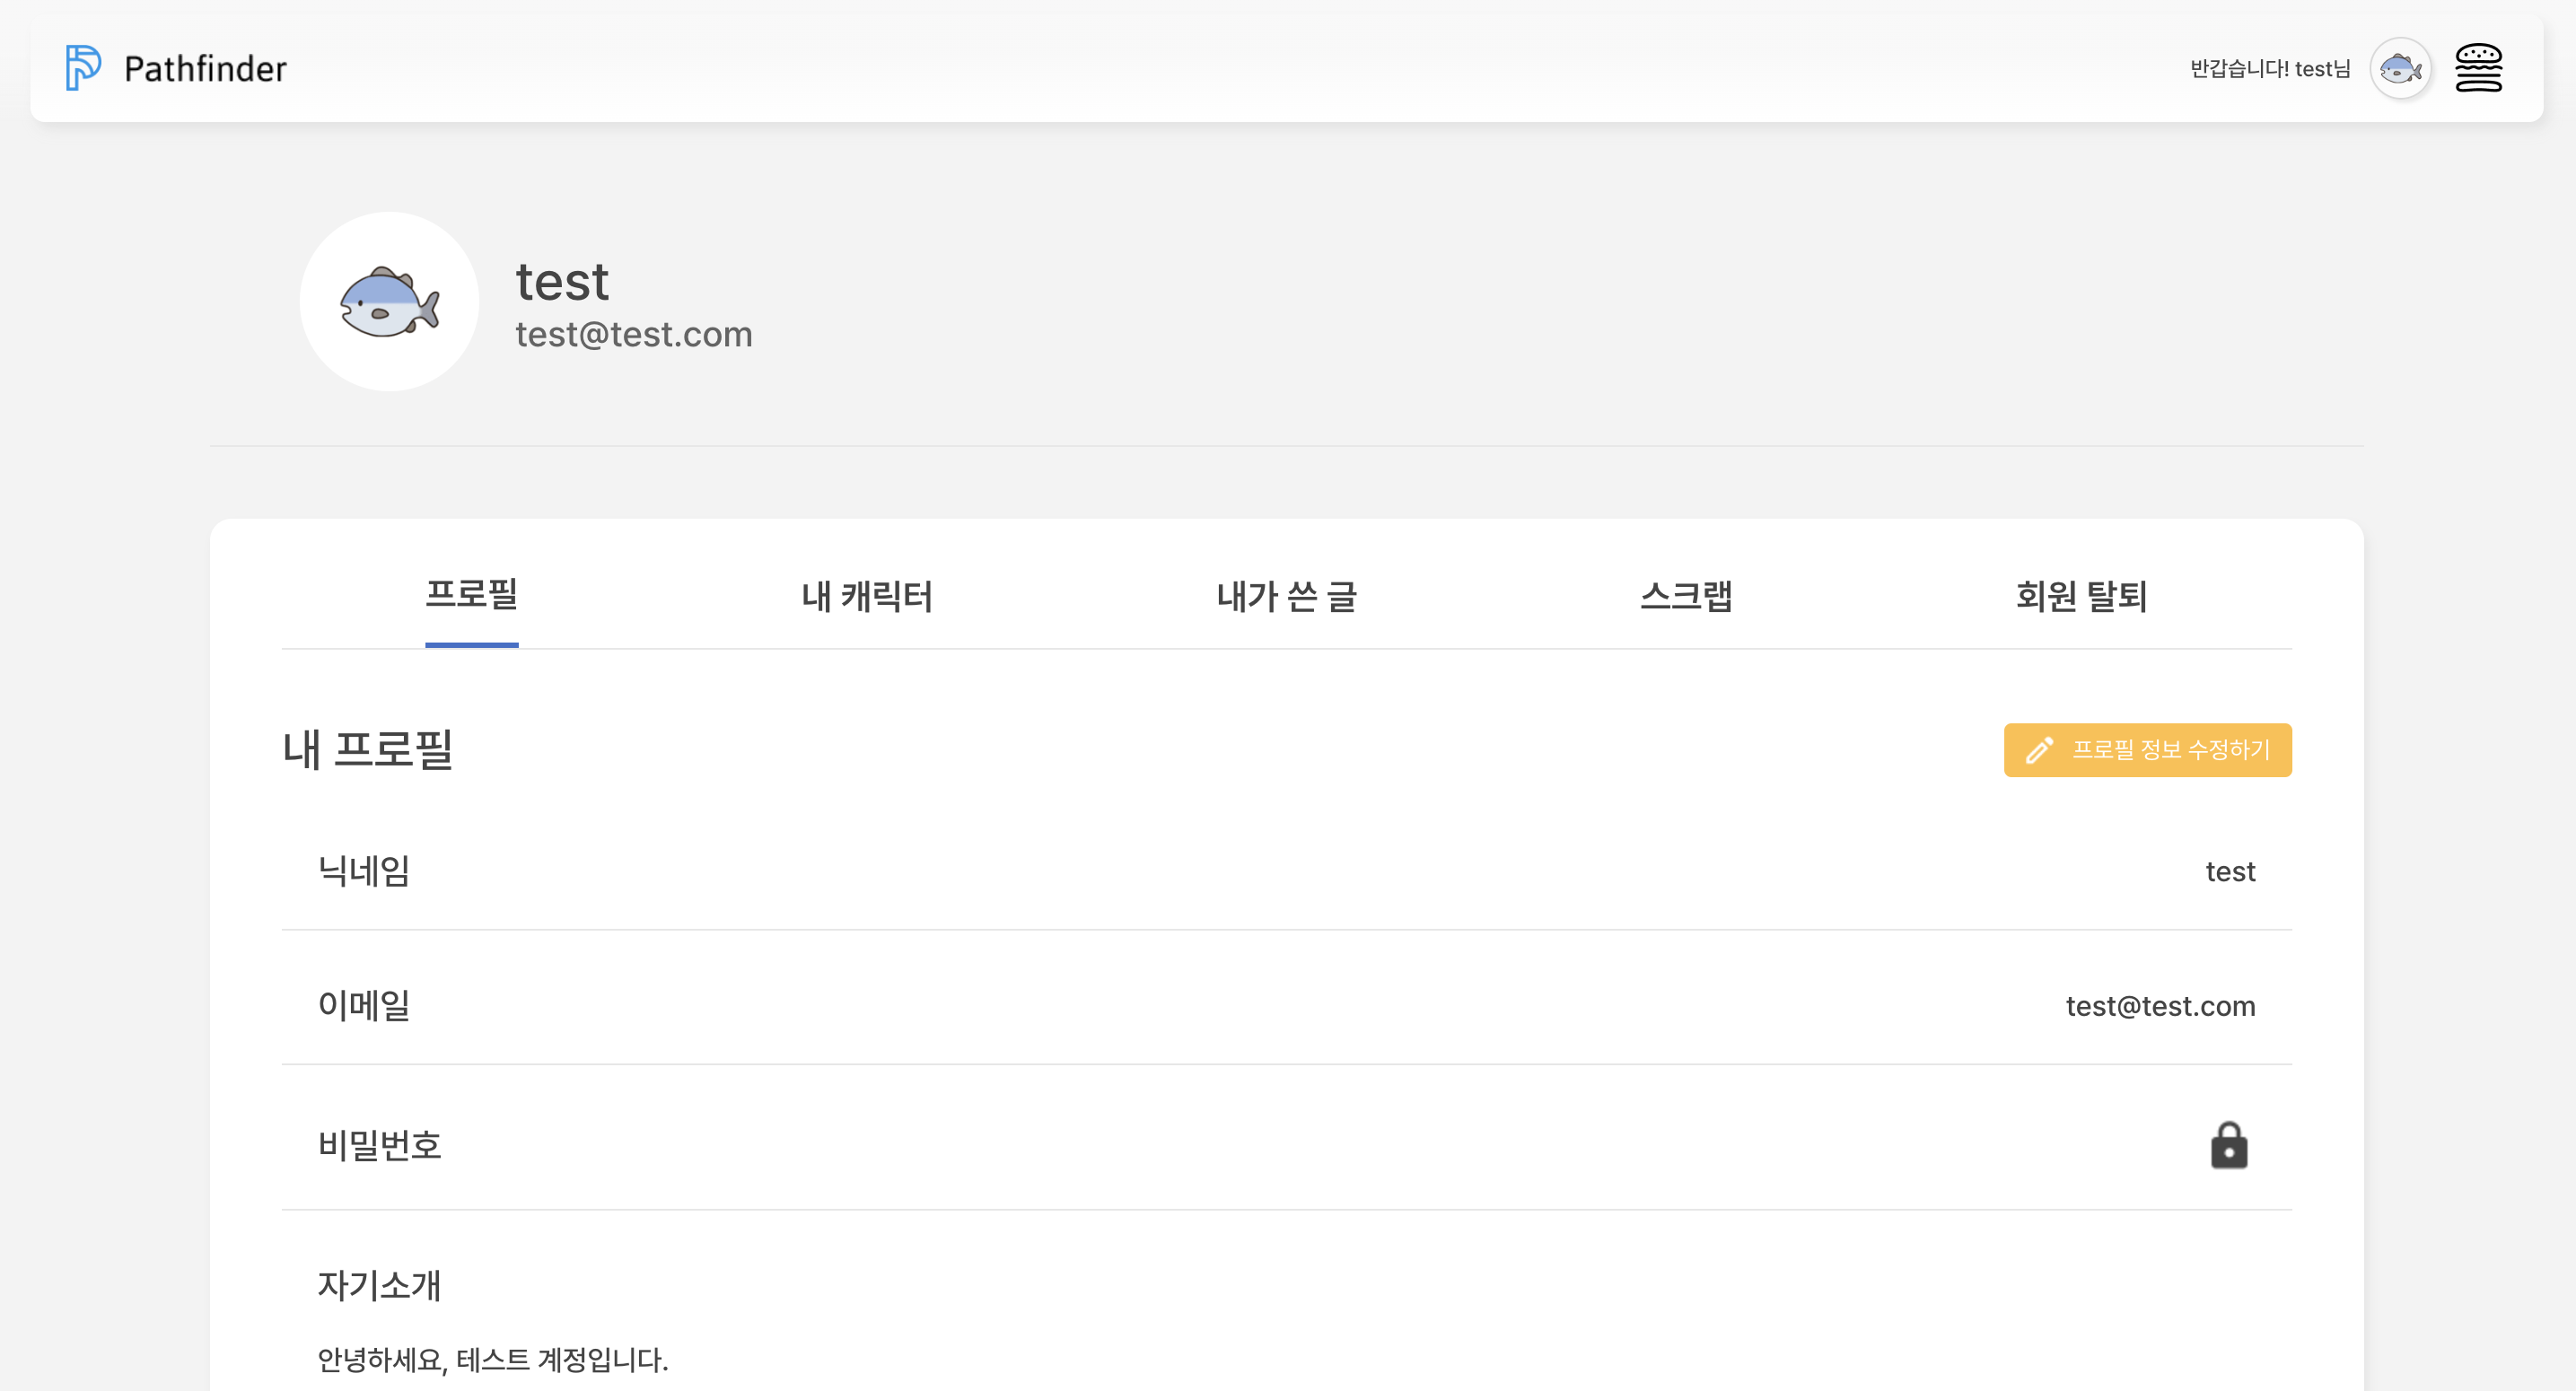 Pathfinder
반갑습니다! test님
test
test@test.com
프로필
내 캐릭터
내가 쓴 글
스크랩
회원 탈퇴
내 프로필
프로필 정보 수정하기
닉네임
test
이메일
test@test.com
비밀번호
자기소개
안녕하세요, 테스트 계정입니다.